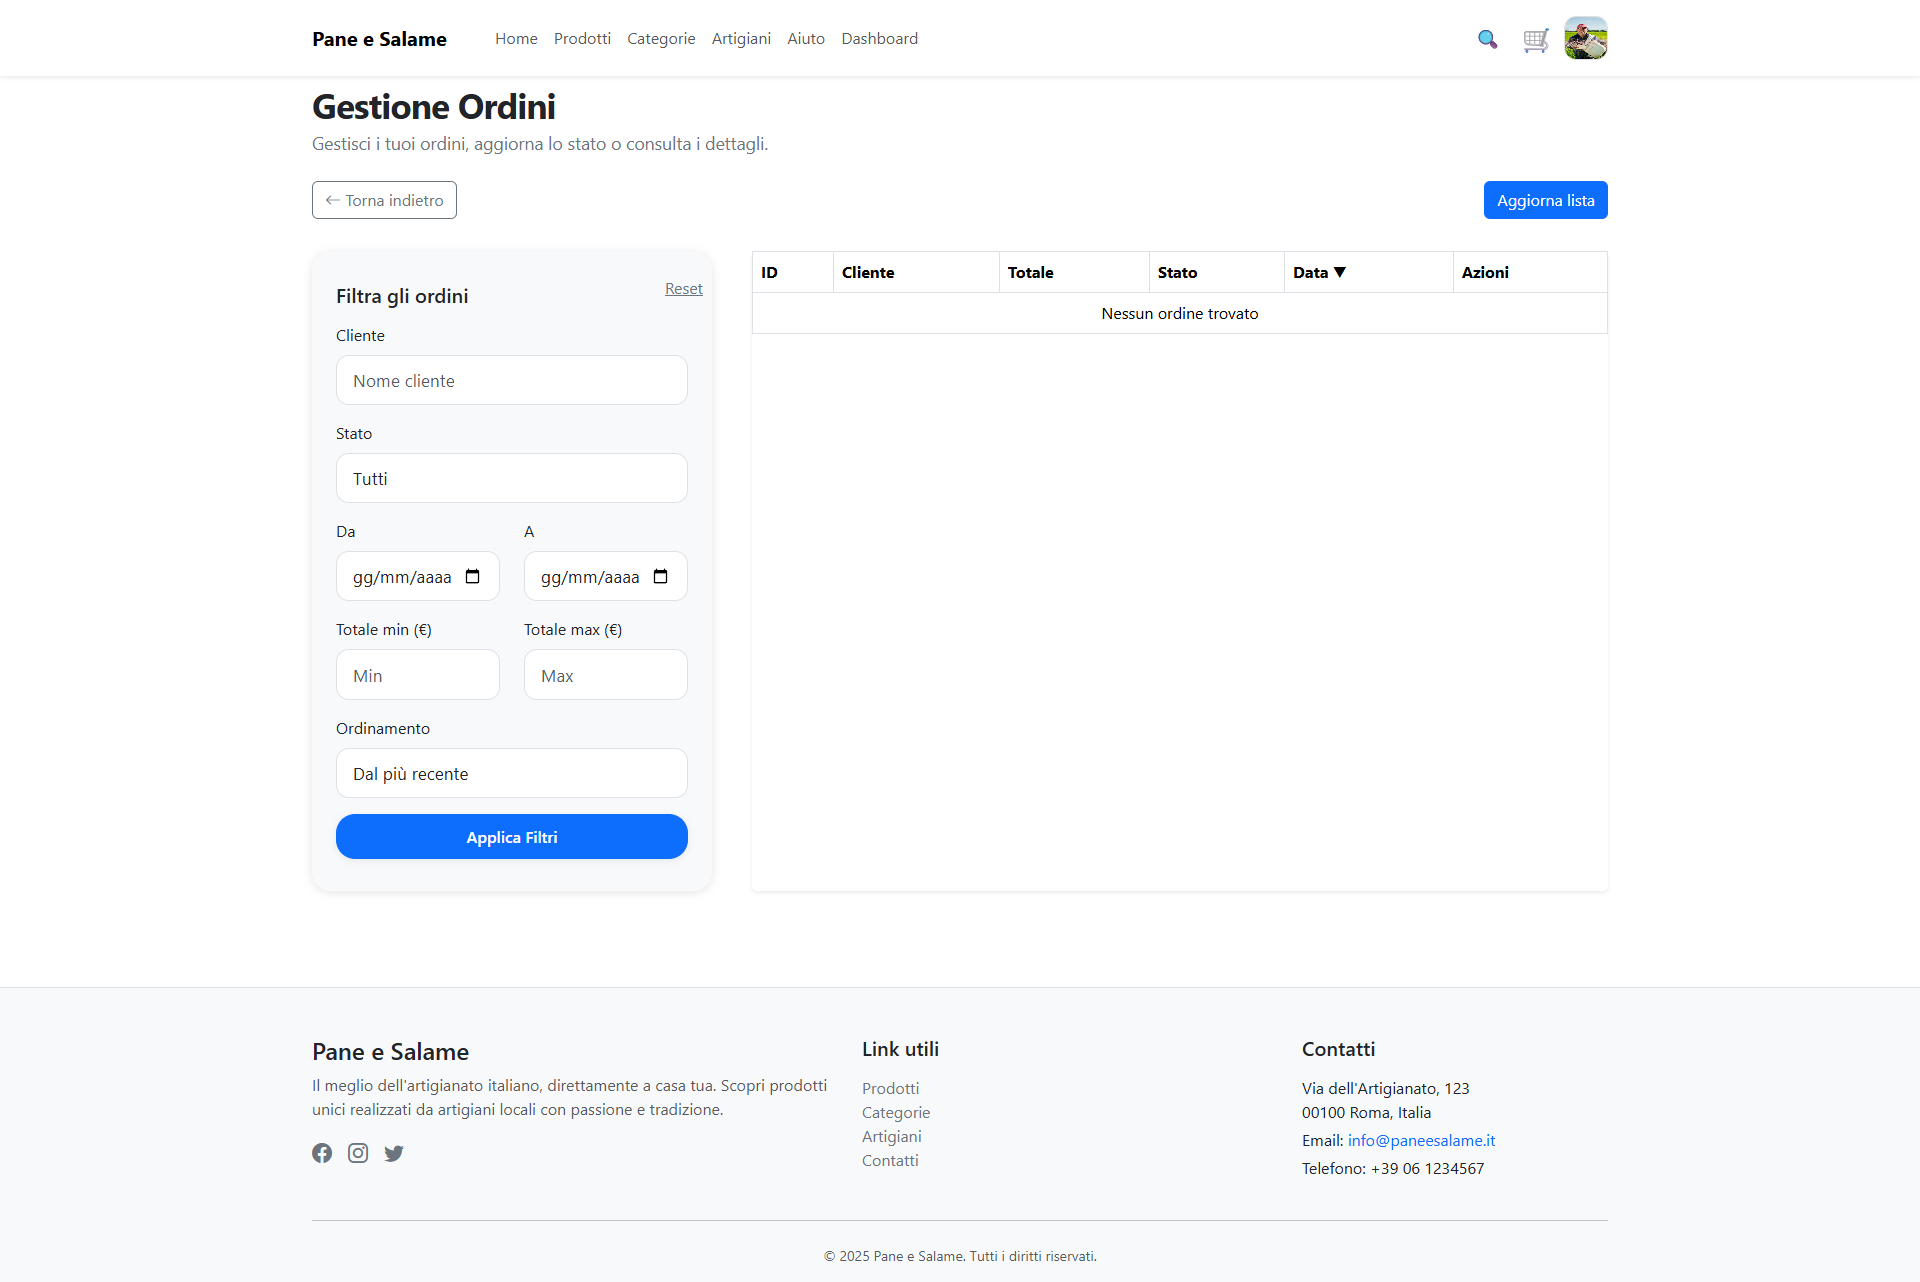 Pane e Salame
Home Prodotti Categorie Artigiani Aiuto Dashboard
Gestione Ordini
Gestisci i tuoi ordini, aggiorna lo stato o consulta i dettagli.
← Torna indietro
Aggiorna lista
Filtra gli ordini
Reset
Cliente
Nome cliente
Stato
Tutti
Da A
gg/mm/aaaa gg/mm/aaaa
Totale min (€) Totale max (€)
Min Max
Ordinamento
Dal più recente
Applica Filtri
ID Cliente Totale Stato Data ▼ Azioni
Nessun ordine trovato
Pane e Salame
Il meglio dell'artigianato italiano, direttamente a casa tua. Scopri prodotti
unici realizzati da artigiani locali con passione e tradizione.
Link utili
Prodotti
Categorie
Artigiani
Contatti
Contatti
Via dell'Artigianato, 123
00100 Roma, Italia
Email: info@paneesalame.it
Telefono: +39 06 1234567
© 2025 Pane e Salame. Tutti i diritti riservati.